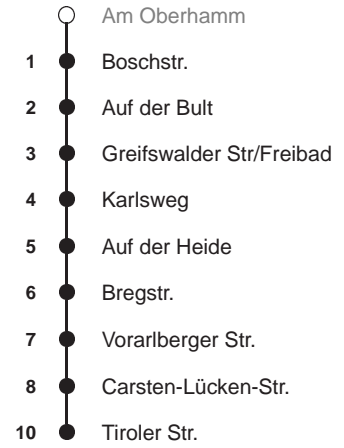 Am Oberhamm
1 Boschstr.
2 Auf der Bult
3 Greifswalder Str/Freibad
4 Karlsweg
5 Auf der Heide
6 Bregstr.
7 Vorarlberger Str.
8 Carsten-Lücken-Str.
10 Tiroler Str.